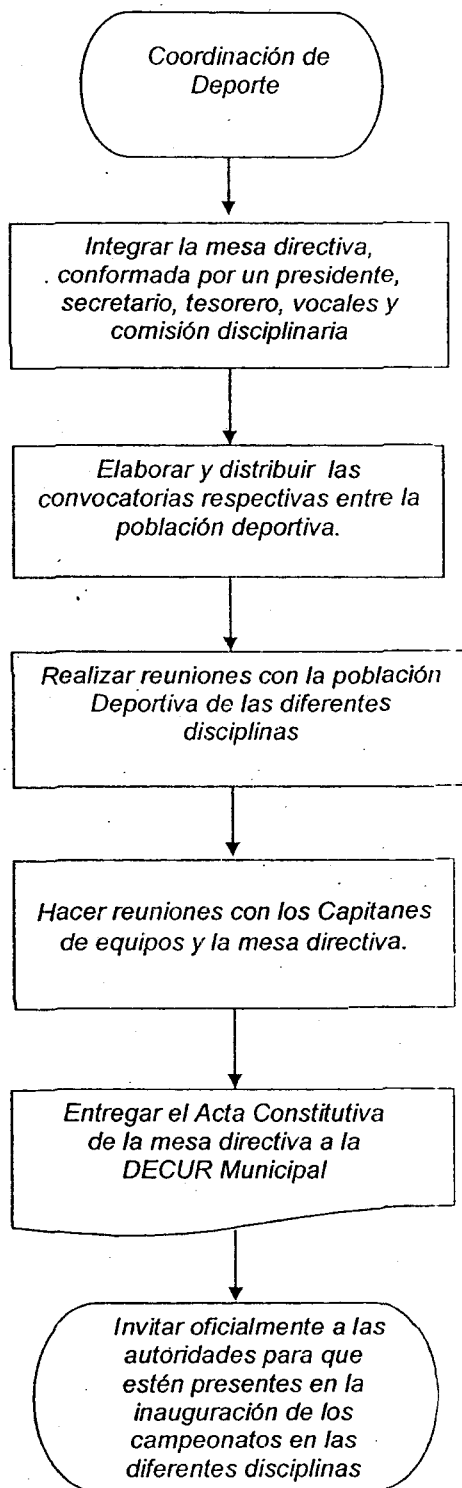 Coordinación de
Deporte
Integrar la mesa directiva,
conformada por un presidente,
secretario, tesorero, vocales y
comisión disciplinaria
Elaborar y distribuir las
convocatorias respectivas entre la
población deportiva.
Realizar reuniones con la población
Deportiva de las diferentes
disciplinas
Hacer reuniones con los Capitanes
de equipos y la mesa directiva.
Entregar el Acta Constitutiva
de la mesa directiva a la
DECUR Municipal
Invitar oficialmente a las
autoridades para que
estén presentes en la
inauguración de los
campeonatos en las
diferentes disciplinas